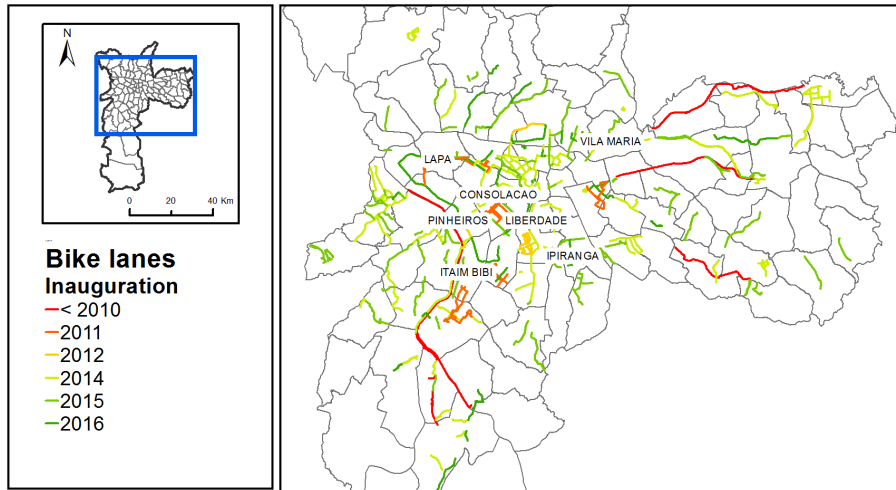 N
0 20 40 Km
Bike lanes
Inauguration
< 2010
2011
2012
2014
2015
2016
VILA MARIA
LAPA
CONSOLACAO
PINHEIROS LIBERDADE
IPIRANGA
ITAIM BIBI